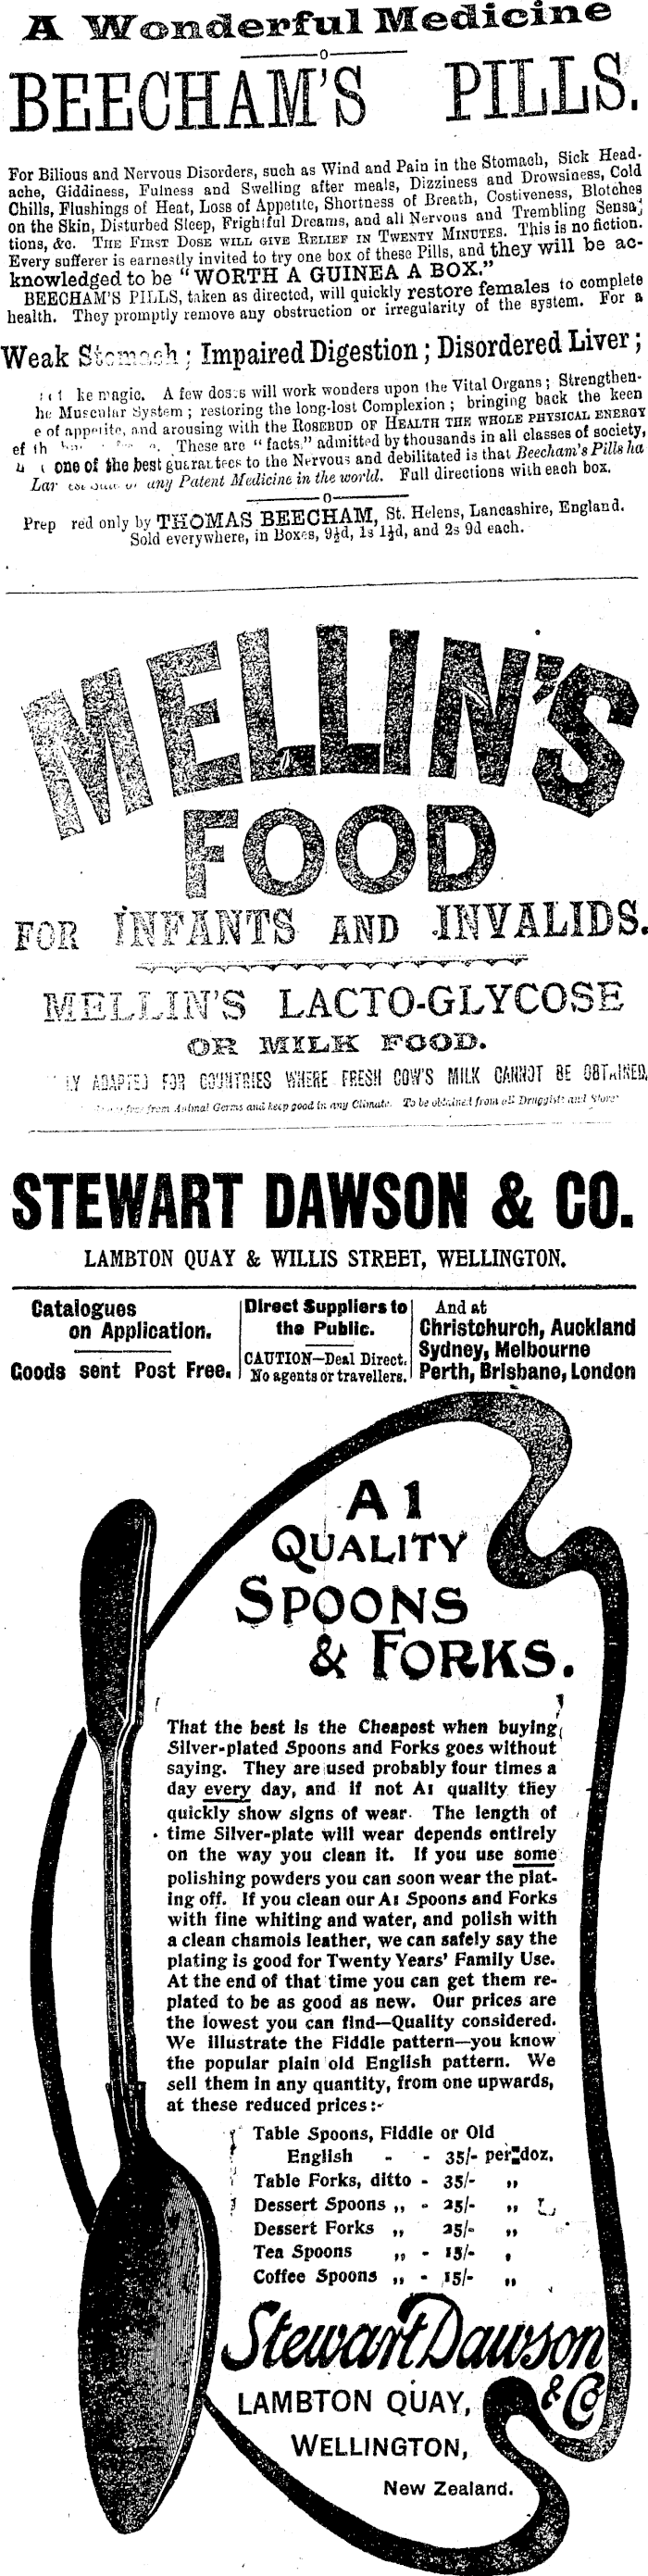 A Wonderful Medicine
BEECHAM'S PILLS.
For Bilious and Nervous Disorders, such as Wind and Pain in the Stomach, Sick Head-
ache, Giddiness, Fulness and Swelling after meals, Dizziness and Drowsiness, Cold
Chills, Flushings of Heat, Loss of Appetite, Shortness of Breath, Costiveness, Blotches
on the Skin, Disturbed Sleep, Frightful Dreams, and all Nervous and Trembling Sensa
tions, &c. THE FIRST DOSE WILL GIVE RELIEF IN TWENTY MINUTES. This is no fiction.
Every sufferer is earnestly invited to try one box of these Pills, and they will be ac-
knowledged to be "WORTH A GUINEA A BOX."
BEECHAM'S PILLS, taken as directed, will quickly restore females to complete
health. They promptly remove any obstruction or irregularity of the system. For a
Weak Stomach; Impaired Digestion; Disordered Liver;
ke magic. A few doses will work wonders upon the Vital Organs; Strengthen-
Muscular System; restoring the long-lost Complexion; bringing back the keen
e of appetite, and arousing with the ROSEBUD OF HEALTH THE WHOLE PHYSICAL ENERGY
of th These are "facts" admitted by thousands in all classes of society,
one of the best guarantees to the Nervous and debilitated is that Beecham's Pills ha
Lar any Patent Medicine in the world. Full directions with each box.
Prep red only by THOMAS BEECHAM, St. Helens, Lancashire, England.
Sold everywhere, in Boxes, 9½d, 1s 1½d, and 2s 9d each.
MELLIN'S
FOOD
FOR INFANTS AND INVALIDS.
MELLIN'S LACTO-GLYCOSE
OR MILK FOOD.
LY ADAPTED FOR COUNTRIES WHERE FRESH COW'S MILK CANNOT BE OBTAINED,
free from Animal Germs and keep good in any Climate. To be obtained from all Druggists and Store
STEWART DAWSON & CO.
LAMBTON QUAY & WILLIS STREET, WELLINGTON.
Catalogues
on Application.
Goods sent Post Free.
Direct Suppliers to
the Public.
CAUTION—Deal Direct.
No agents or travellers.
And at
Christchurch, Auckland
Sydney, Melbourne
Perth, Brisbane, London
A1
QUALITY
SPOONS
& FORKS.
That the best is the Cheapest when buying
Silver-plated Spoons and Forks goes without
saying. They are used probably four times a
day every day, and if not A1 quality they
quickly show signs of wear. The length of
time Silver-plate will wear depends entirely
on the way you clean it. If you use some
polishing powders you can soon wear the plat-
ing off. If you clean our A1 Spoons and Forks
with fine whiting and water, and polish with
a clean chamois leather, we can safely say the
plating is good for Twenty Years' Family Use.
At the end of that time you can get them re-
plated to be as good as new. Our prices are
the lowest you can find—Quality considered.
We illustrate the Fiddle pattern—you know
the popular plain old English pattern. We
sell them in any quantity, from one upwards,
at these reduced prices:-
Table Spoons, Fiddle or Old
English - - 35/- per doz.
Table Forks, ditto - 35/- ,,
Dessert Spoons ,, - 25/- ,,
Dessert Forks ,, 25/- ,,
Tea Spoons ,, - 15/- ,
Coffee Spoons ,, - 15/- ,,
Stewart Dawson
& Co
LAMBTON QUAY,
WELLINGTON,
New Zealand.